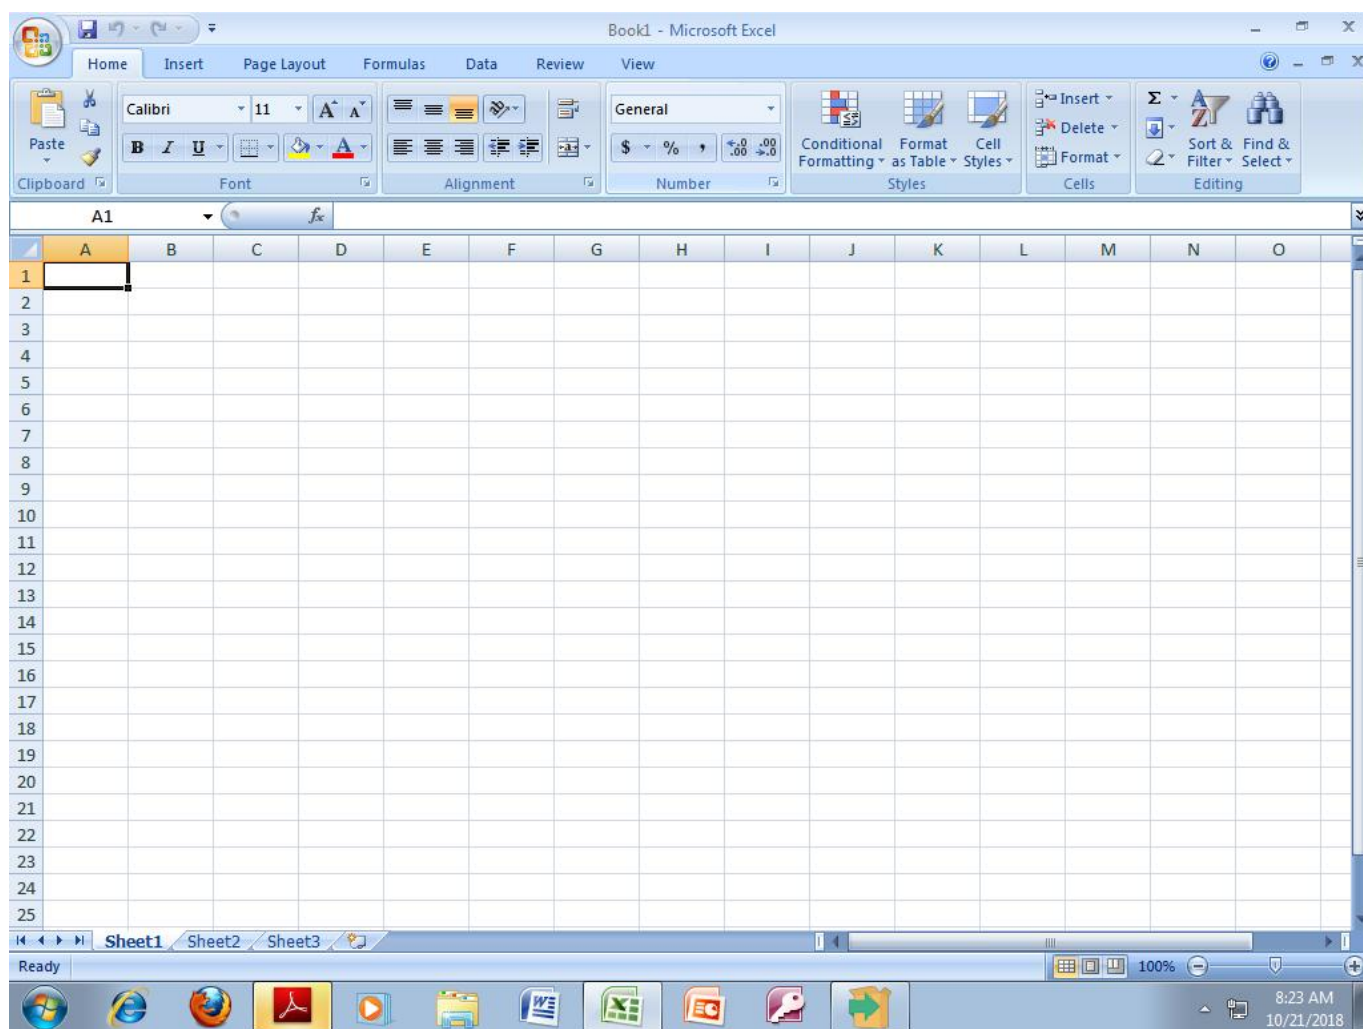 Book1 - Microsoft Excel
Home Insert Page Layout Formulas Data Review View
Calibri 11 A A General Insert Σ
Paste Delete
B I U A $ % , .00 .0 Conditional Formatting Format as Table Cell Styles Format Sort & Filter Find & Select
Clipboard Font Alignment Number Styles Cells Editing
A1 fx
A B C D E F G H I J K L M N O
1
2
3
4
5
6
7
8
9
10
11
12
13
14
15
16
17
18
19
20
21
22
23
24
25
Sheet1 Sheet2 Sheet3
Ready 100%
8:23 AM
10/21/2018